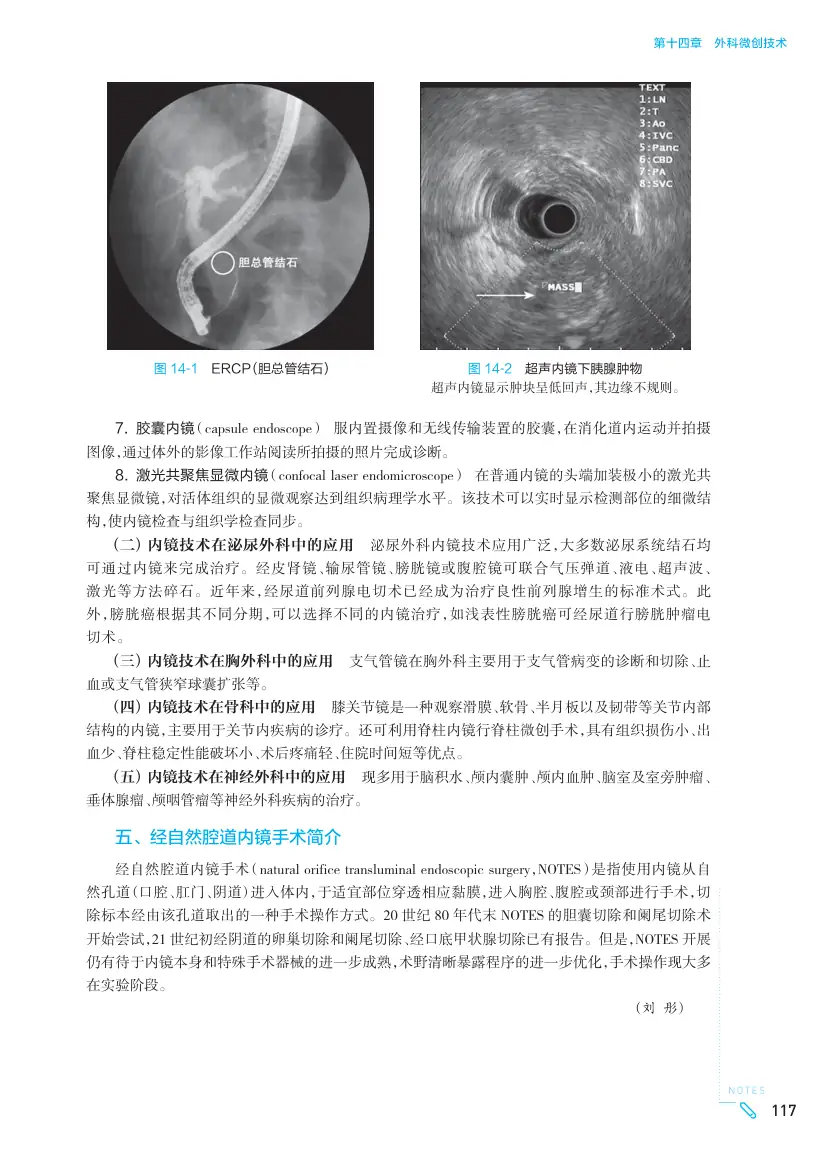 第十四章　外科微创技术
TEXT
1:LN
2:T
3:Ao
4:IVC
5:Panc
6:CBD
7:PA
8:SVC
胆总管结石
MASS
图 14-1　ERCP（胆总管结石）
图 14-2　超声内镜下胰腺肿物
超声内镜显示肿块呈低回声，其边缘不规则。
7. 胶囊内镜（capsule endoscope）　服内置摄像和无线传输装置的胶囊，在消化道内运动并拍摄
图像，通过体外的影像工作站阅读所拍摄的照片完成诊断。
8. 激光共聚焦显微内镜（confocal laser endomicroscope）　在普通内镜的头端加装极小的激光共
聚焦显微镜，对活体组织的显微观察达到组织病理学水平。该技术可以实时显示检测部位的细微结
构，使内镜检查与组织学检查同步。
（二）内镜技术在泌尿外科中的应用　泌尿外科内镜技术应用广泛，大多数泌尿系统结石均
可通过内镜来完成治疗。经皮肾镜、输尿管镜、膀胱镜或腹腔镜可联合气压弹道、液电、超声波、
激光等方法碎石。近年来，经尿道前列腺电切术已经成为治疗良性前列腺增生的标准术式。此
外，膀胱癌根据其不同分期，可以选择不同的内镜治疗，如浅表性膀胱癌可经尿道行膀胱肿瘤电
切术。
（三）内镜技术在胸外科中的应用　支气管镜在胸外科主要用于支气管病变的诊断和切除、止
血或支气管狭窄球囊扩张等。
（四）内镜技术在骨科中的应用　膝关节镜是一种观察滑膜、软骨、半月板以及韧带等关节内部
结构的内镜，主要用于关节内疾病的诊疗。还可利用脊柱内镜行脊柱微创手术，具有组织损伤小、出
血少、脊柱稳定性能破坏小、术后疼痛轻、住院时间短等优点。
（五）内镜技术在神经外科中的应用　现多用于脑积水、颅内囊肿、颅内血肿、脑室及室旁肿瘤、
垂体腺瘤、颅咽管瘤等神经外科疾病的治疗。
五、经自然腔道内镜手术简介
经自然腔道内镜手术（natural orifice transluminal endoscopic surgery，NOTES）是指使用内镜从自
然孔道（口腔、肛门、阴道）进入体内，于适宜部位穿透相应黏膜，进入胸腔、腹腔或颈部进行手术，切
除标本经由该孔道取出的一种手术操作方式。20 世纪 80 年代末 NOTES 的胆囊切除和阑尾切除术
开始尝试，21 世纪初经阴道的卵巢切除和阑尾切除、经口底甲状腺切除已有报告。但是，NOTES 开展
仍有待于内镜本身和特殊手术器械的进一步成熟，术野清晰暴露程序的进一步优化，手术操作现大多
在实验阶段。
（刘　彤）
NOTES
117